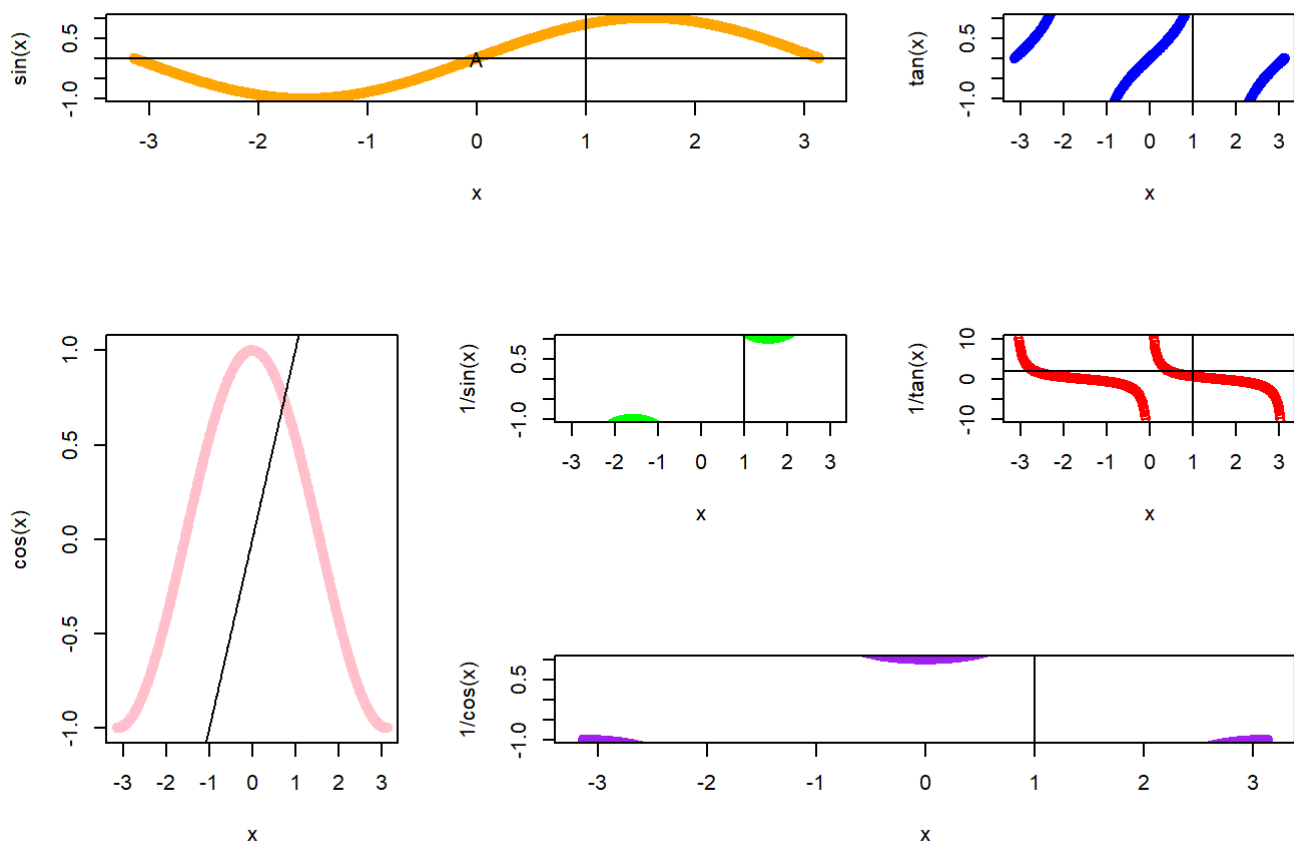 sin(x)
-1.0 0.5
A
-3 -2 -1 0 1 2 3
x
tan(x)
-1.0 0.5
-3 -2 -1 0 1 2 3
x
cos(x)
-1.0 -0.5 0.0 0.5 1.0
-3 -2 -1 0 1 2 3
x
1/sin(x)
-1.0 0.5
-3 -2 -1 0 1 2 3
x
1/tan(x)
-10 0 10
-3 -2 -1 0 1 2 3
x
1/cos(x)
-1.0 0.5
-3 -2 -1 0 1 2 3
x